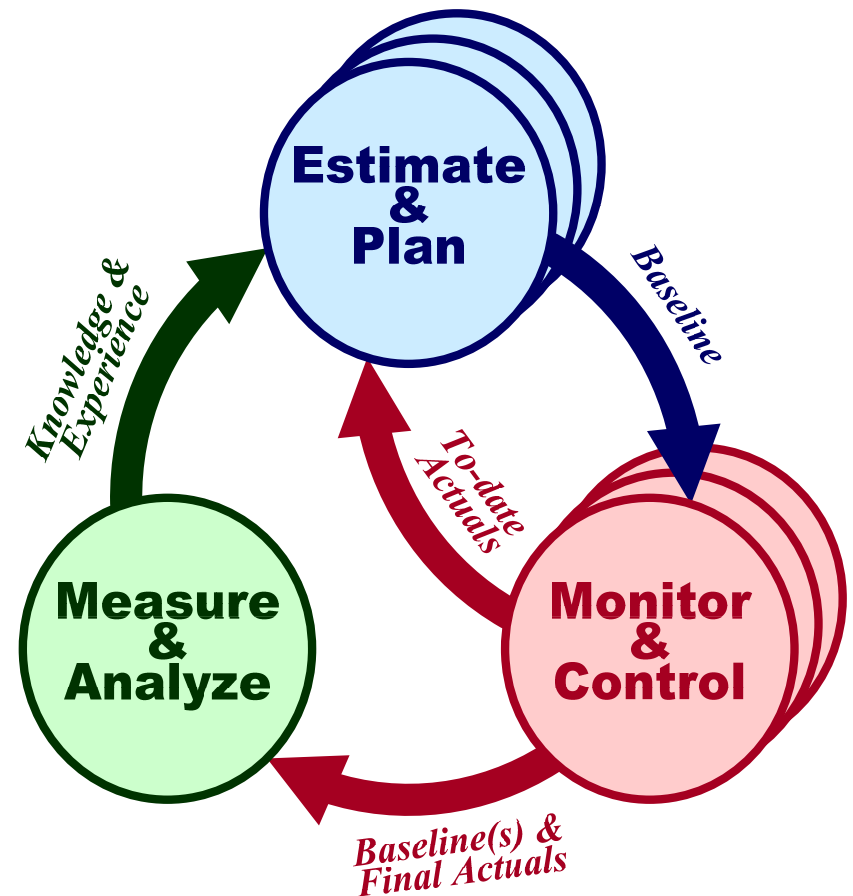 Estimate
&
Plan
Baseline
Knowledge &
Experience
To-date
Actuals
Measure
&
Analyze
Monitor
&
Control
Baseline(s) &
Final Actuals